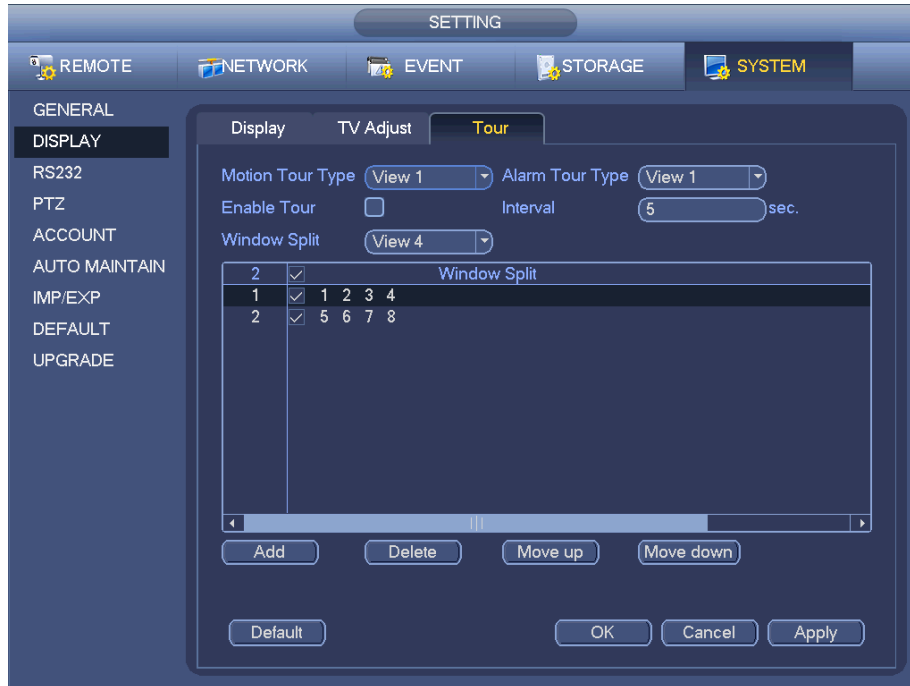 SETTING
REMOTE NETWORK EVENT STORAGE SYSTEM
GENERAL
DISPLAY
RS232
PTZ
ACCOUNT
AUTO MAINTAIN
IMP/EXP
DEFAULT
UPGRADE
Display TV Adjust Tour
Motion Tour Type View 1 Alarm Tour Type View 1
Enable Tour Interval 5 sec.
Window Split View 4
2 Window Split
1 1 2 3 4
2 5 6 7 8
Add Delete Move up Move down
Default OK Cancel Apply